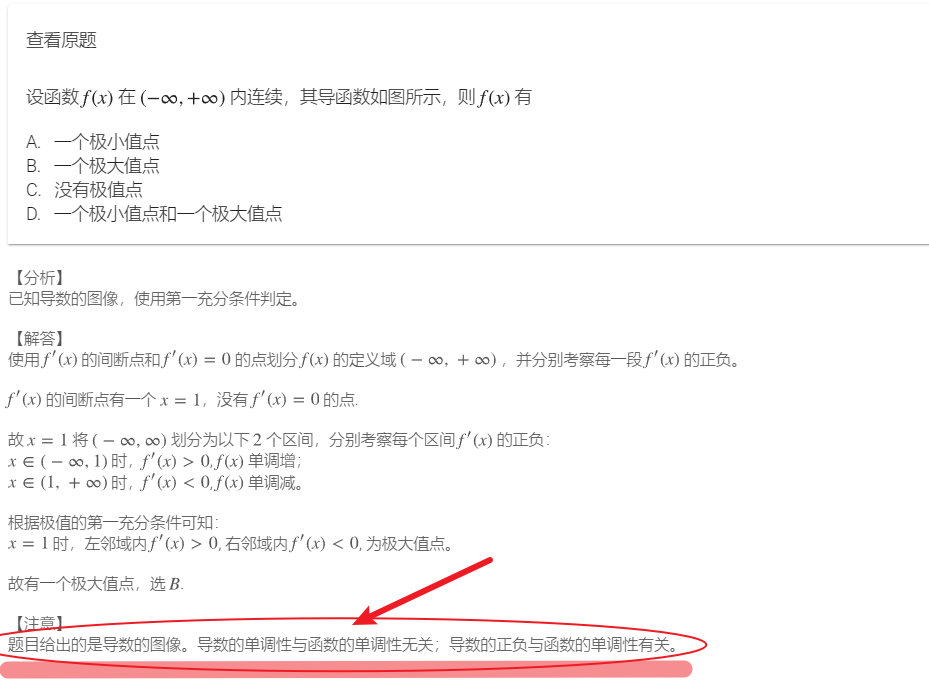 查看原题
设函数 f(x) 在 (−∞, +∞) 内连续，其导函数如图所示，则 f(x) 有
A. 一个极小值点
B. 一个极大值点
C. 没有极值点
D. 一个极小值点和一个极大值点
【分析】
已知导数的图像，使用第一充分条件判定。
【解答】
使用 f′(x) 的间断点和 f′(x) = 0 的点划分 f(x) 的定义域 ( − ∞, + ∞) ，并分别考察每一段 f′(x) 的正负。
f′(x) 的间断点有一个 x = 1，没有 f′(x) = 0 的点.
故 x = 1 将 ( − ∞, ∞) 划分为以下 2 个区间，分别考察每个区间 f′(x) 的正负：
x ∈ ( − ∞, 1) 时，f′(x) > 0,f(x) 单调增；
x ∈ (1, + ∞) 时，f′(x) < 0,f(x) 单调减。
根据极值的第一充分条件可知：
x = 1 时，左邻域内 f′(x) > 0, 右邻域内 f′(x) < 0, 为极大值点。
故有一个极大值点，选 B.
【注意】
题目给出的是导数的图像。导数的单调性与函数的单调性无关；导数的正负与函数的单调性有关。